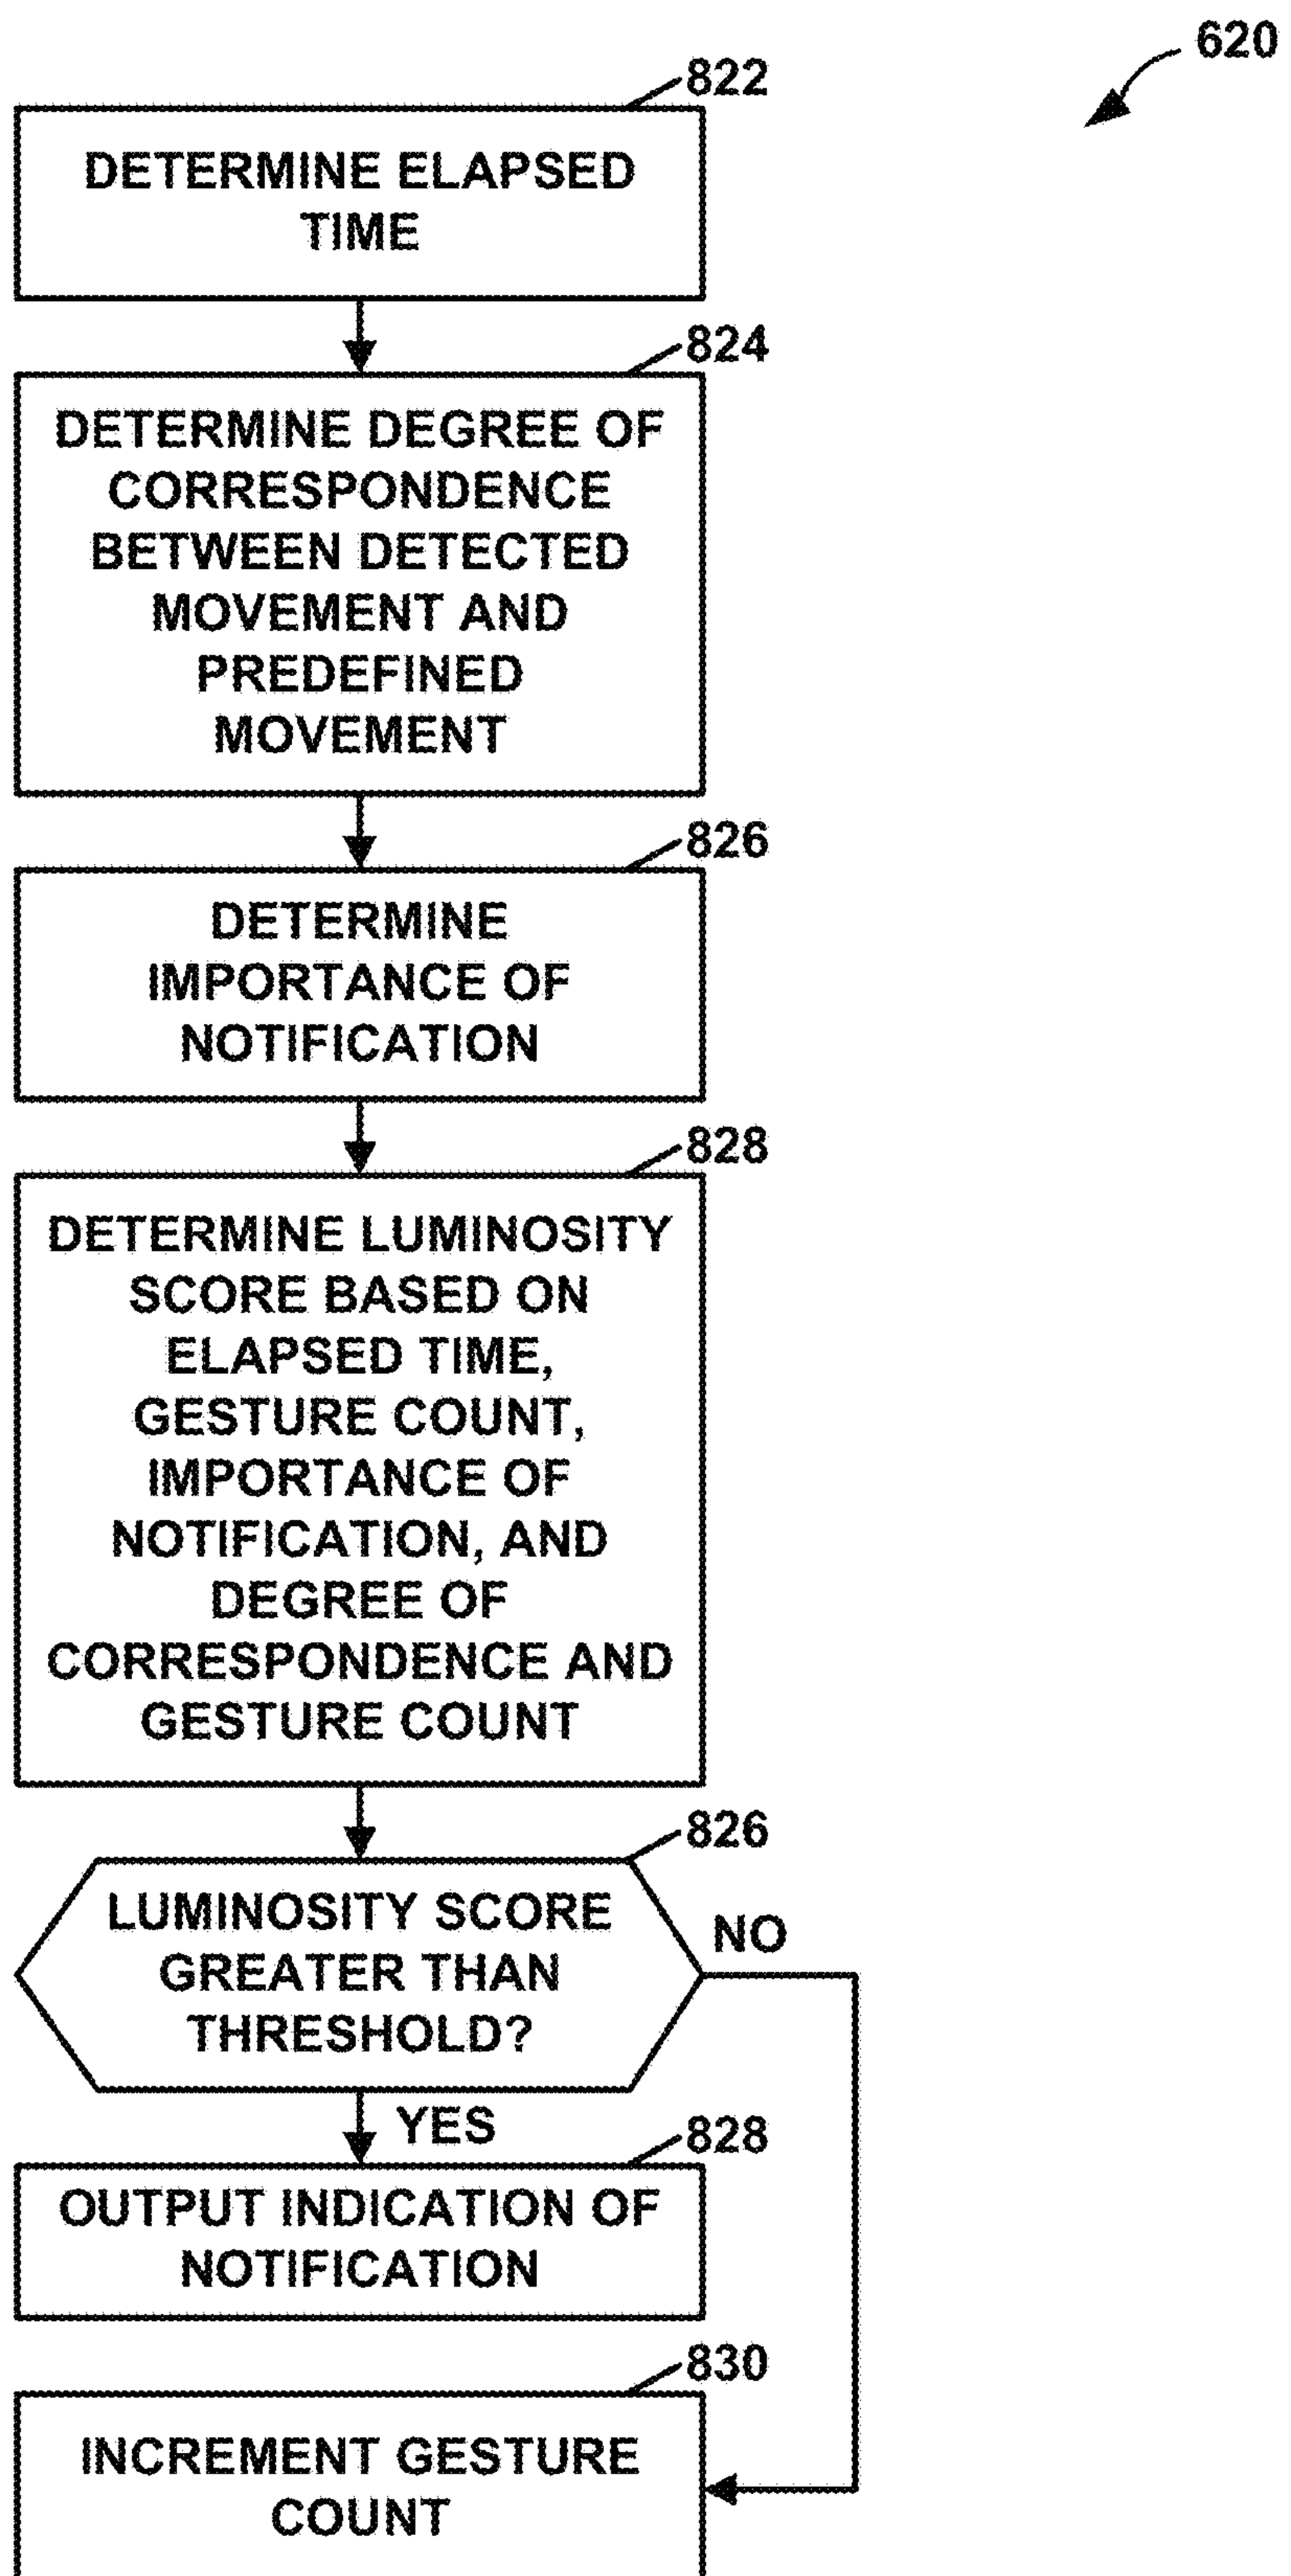 620
822
DETERMINE ELAPSED
TIME
824
DETERMINE DEGREE OF
CORRESPONDENCE
BETWEEN DETECTED
MOVEMENT AND
PREDEFINED
MOVEMENT
826
DETERMINE
IMPORTANCE OF
NOTIFICATION
828
DETERMINE LUMINOSITY
SCORE BASED ON
ELAPSED TIME,
GESTURE COUNT,
IMPORTANCE OF
NOTIFICATION, AND
DEGREE OF
CORRESPONDENCE AND
GESTURE COUNT
826
LUMINOSITY SCORE
GREATER THAN
THRESHOLD?
NO
YES
828
OUTPUT INDICATION OF
NOTIFICATION
830
INCREMENT GESTURE
COUNT